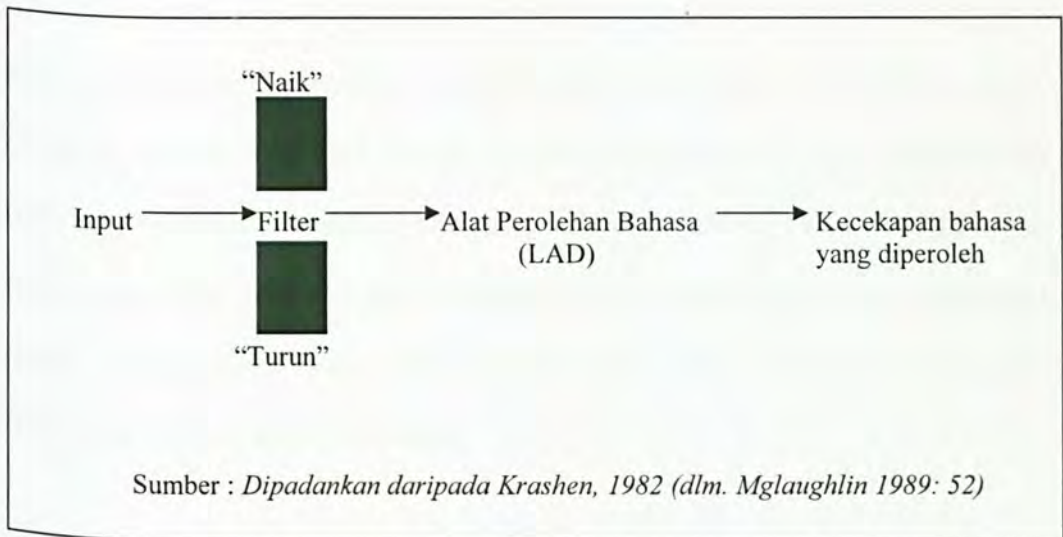 “Naik”
Input Filter Alat Perolehan Bahasa Kecekapan bahasa
(LAD) yang diperoleh
“Turun”
Sumber : Dipadankan daripada Krashen, 1982 (dlm. Mglaughlin 1989: 52)